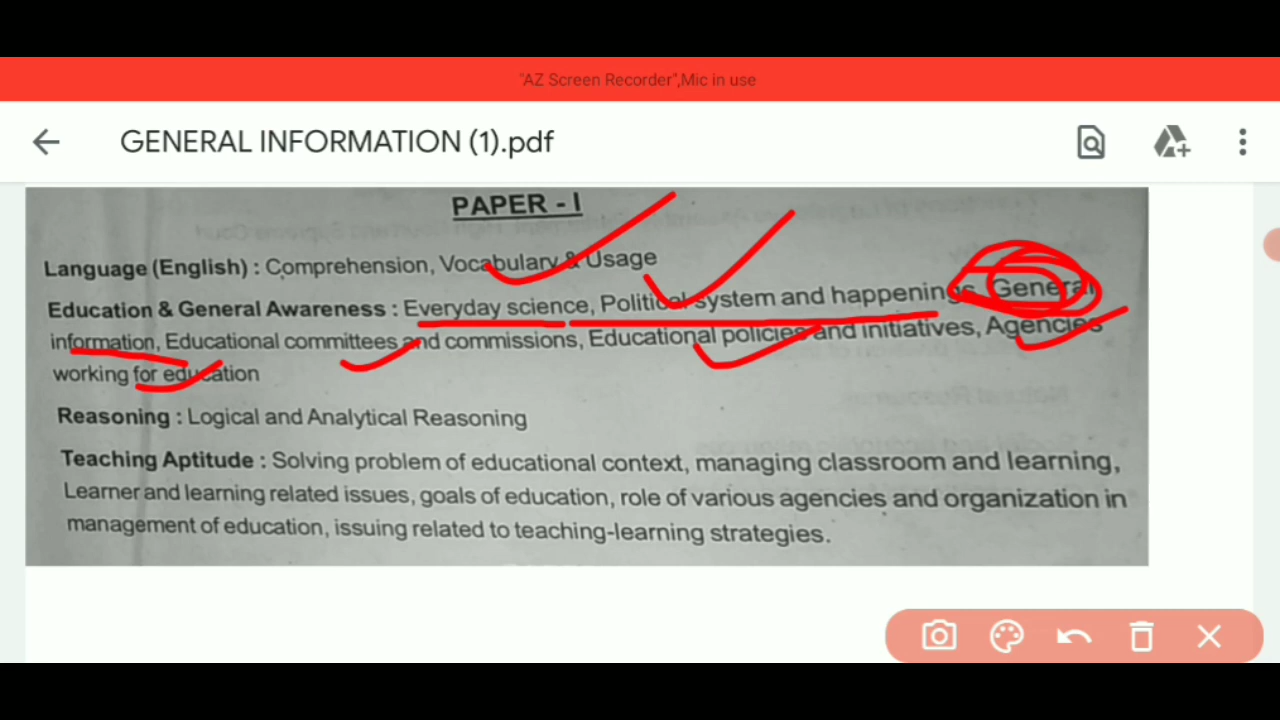 "AZ Screen Recorder",Mic in use
GENERAL INFORMATION (1).pdf
PAPER - I
Language (English) : Comprehension, Vocabulary & Usage
Education & General Awareness : Everyday science, Political system and happenings, General
information, Educational committees and commissions, Educational policies and initiatives, Agencies
working for education
Reasoning : Logical and Analytical Reasoning
Teaching Aptitude : Solving problem of educational context, managing classroom and learning,
Learner and learning related issues, goals of education, role of various agencies and organization in
management of education, issuing related to teaching-learning strategies.